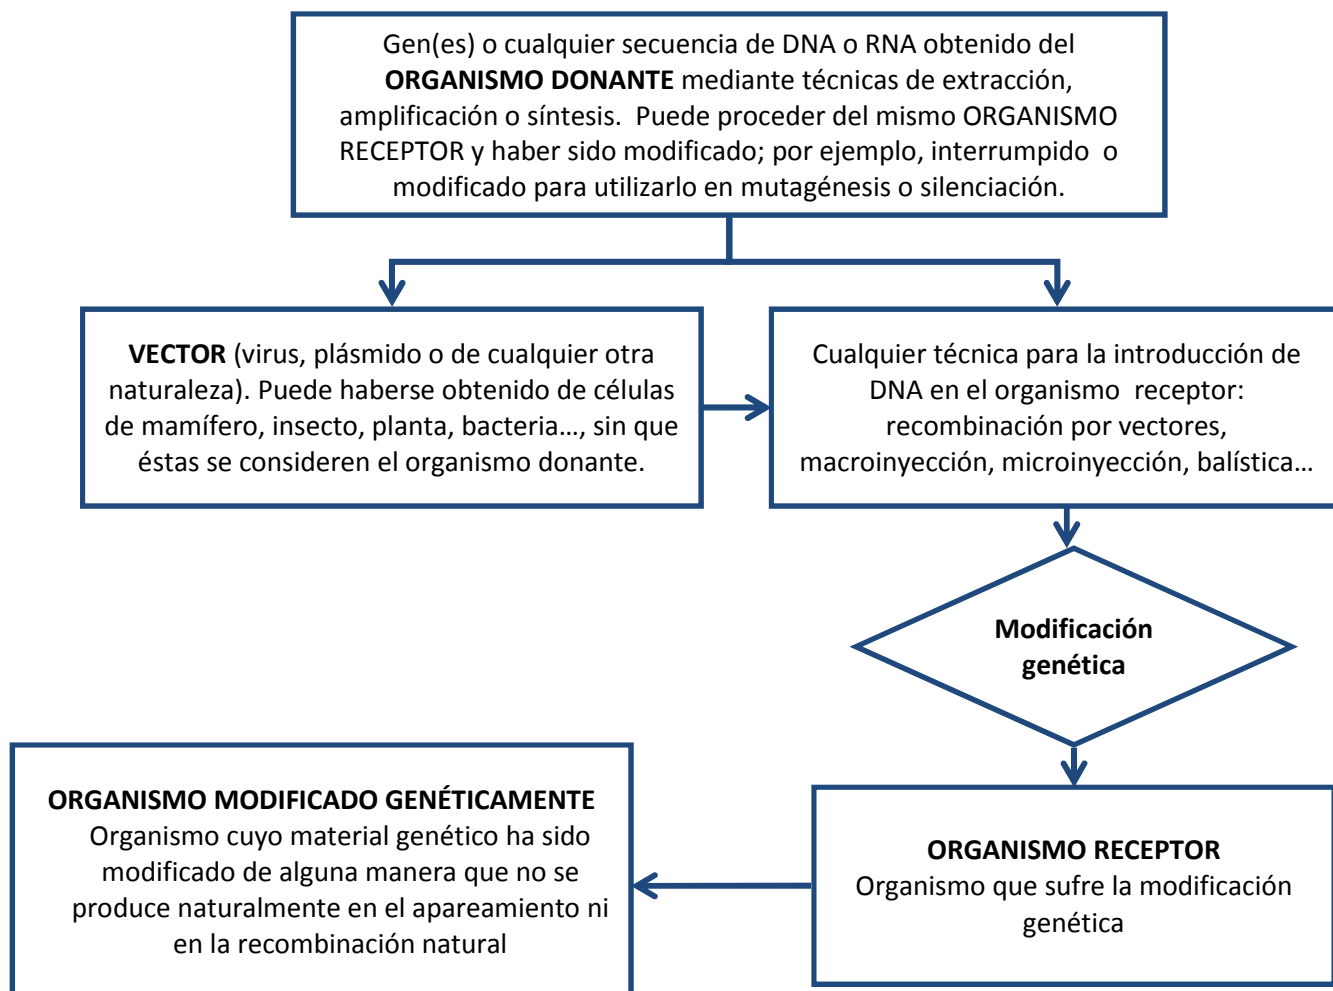 Gen(es) o cualquier secuencia de DNA o RNA obtenido del
ORGANISMO DONANTE mediante técnicas de extracción,
amplificación o síntesis. Puede proceder del mismo ORGANISMO
RECEPTOR y haber sido modificado; por ejemplo, interrumpido o
modificado para utilizarlo en mutagénesis o silenciación.
VECTOR (virus, plásmido o de cualquier otra
naturaleza). Puede haberse obtenido de células
de mamífero, insecto, planta, bacteria..., sin que
éstas se consideren el organismo donante.
Cualquier técnica para la introducción de
DNA en el organismo receptor:
recombinación por vectores,
macroinyección, microinyección, balística...
Modificación
genética
ORGANISMO RECEPTOR
Organismo que sufre la modificación
genética
ORGANISMO MODIFICADO GENÉTICAMENTE
Organismo cuyo material genético ha sido
modificado de alguna manera que no se
produce naturalmente en el apareamiento ni
en la recombinación natural